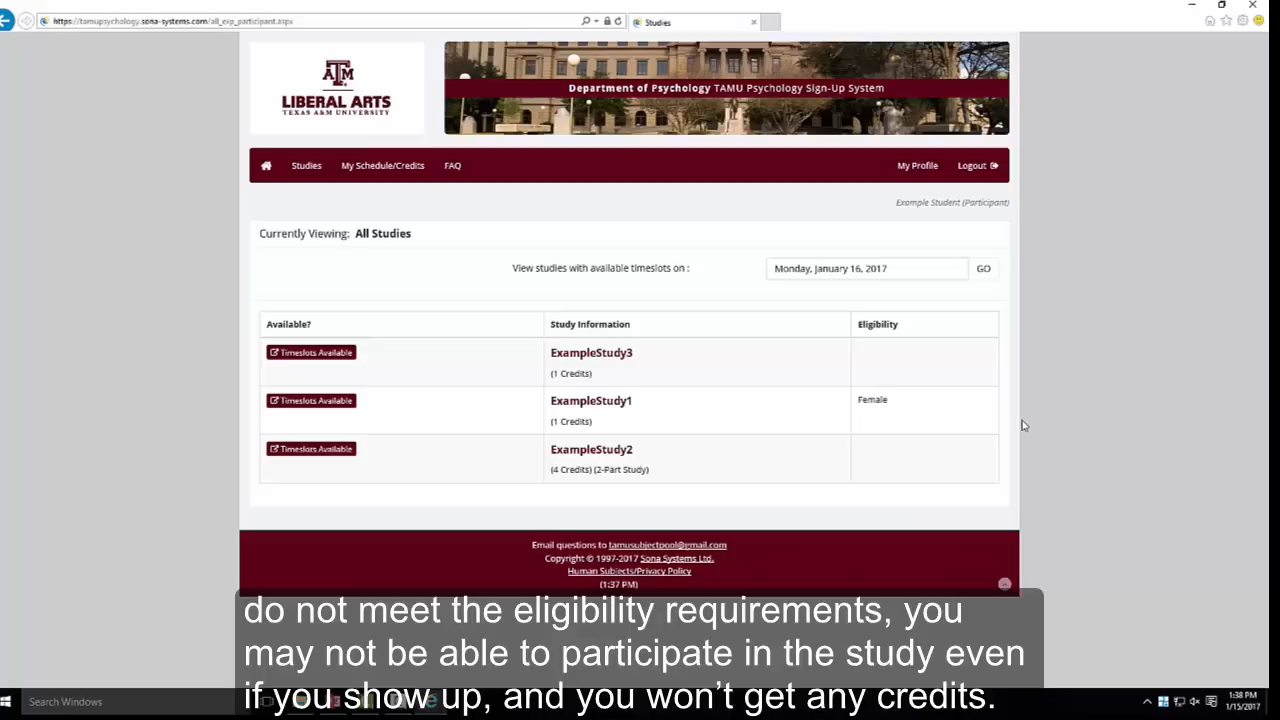 https://tamupsychology.sona-systems.com/all_exp_participant.aspx
Studies
ATM
LIBERAL ARTS
TEXAS A&M UNIVERSITY
Department of Psychology TAMU Psychology Sign-Up System
Studies My Schedule/Credits FAQ My Profile Logout
Example Student (Participant)
Currently Viewing: All Studies
View studies with available timeslots on : Monday, January 16, 2017 GO
Available? Study Information Eligibility
Timeslots Available ExampleStudy3
(1 Credits)
Timeslots Available ExampleStudy1 Female
(1 Credits)
Timeslots Available ExampleStudy2
(4 Credits) (2-Part Study)
Email questions to tamusubjectpool@gmail.com
Copyright © 1997-2017 Sona Systems Ltd.
Human Subjects/Privacy Policy
(1:37 PM)
do not meet the eligibility requirements, you
may not be able to participate in the study even
if you show up, and you won't get any credits.
Search Windows
1:38 PM
1/15/2017